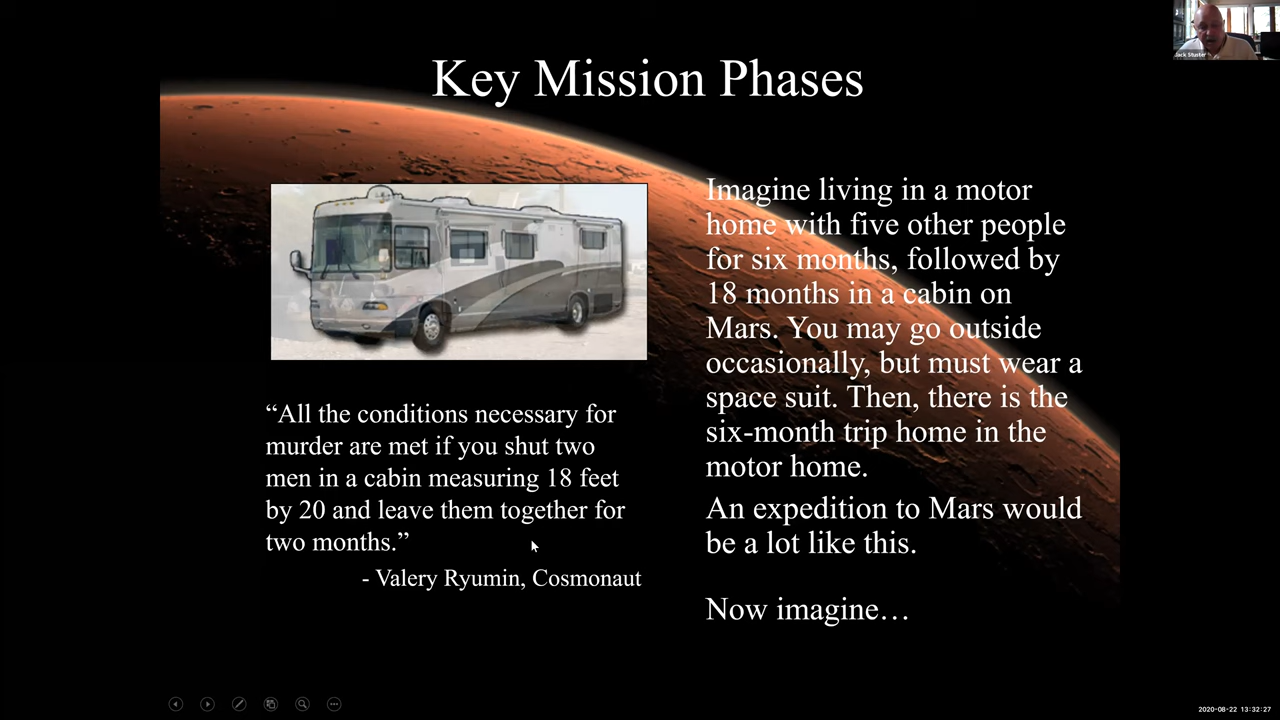 Jack Stuster
Key Mission Phases
Imagine living in a motor
home with five other people
for six months, followed by
18 months in a cabin on
Mars. You may go outside
occasionally, but must wear a
space suit. Then, there is the
six-month trip home in the
motor home.
An expedition to Mars would
be a lot like this.
Now imagine…
“All the conditions necessary for
murder are met if you shut two
men in a cabin measuring 18 feet
by 20 and leave them together for
two months.”
- Valery Ryumin, Cosmonaut
2020-08-22 13:32:27